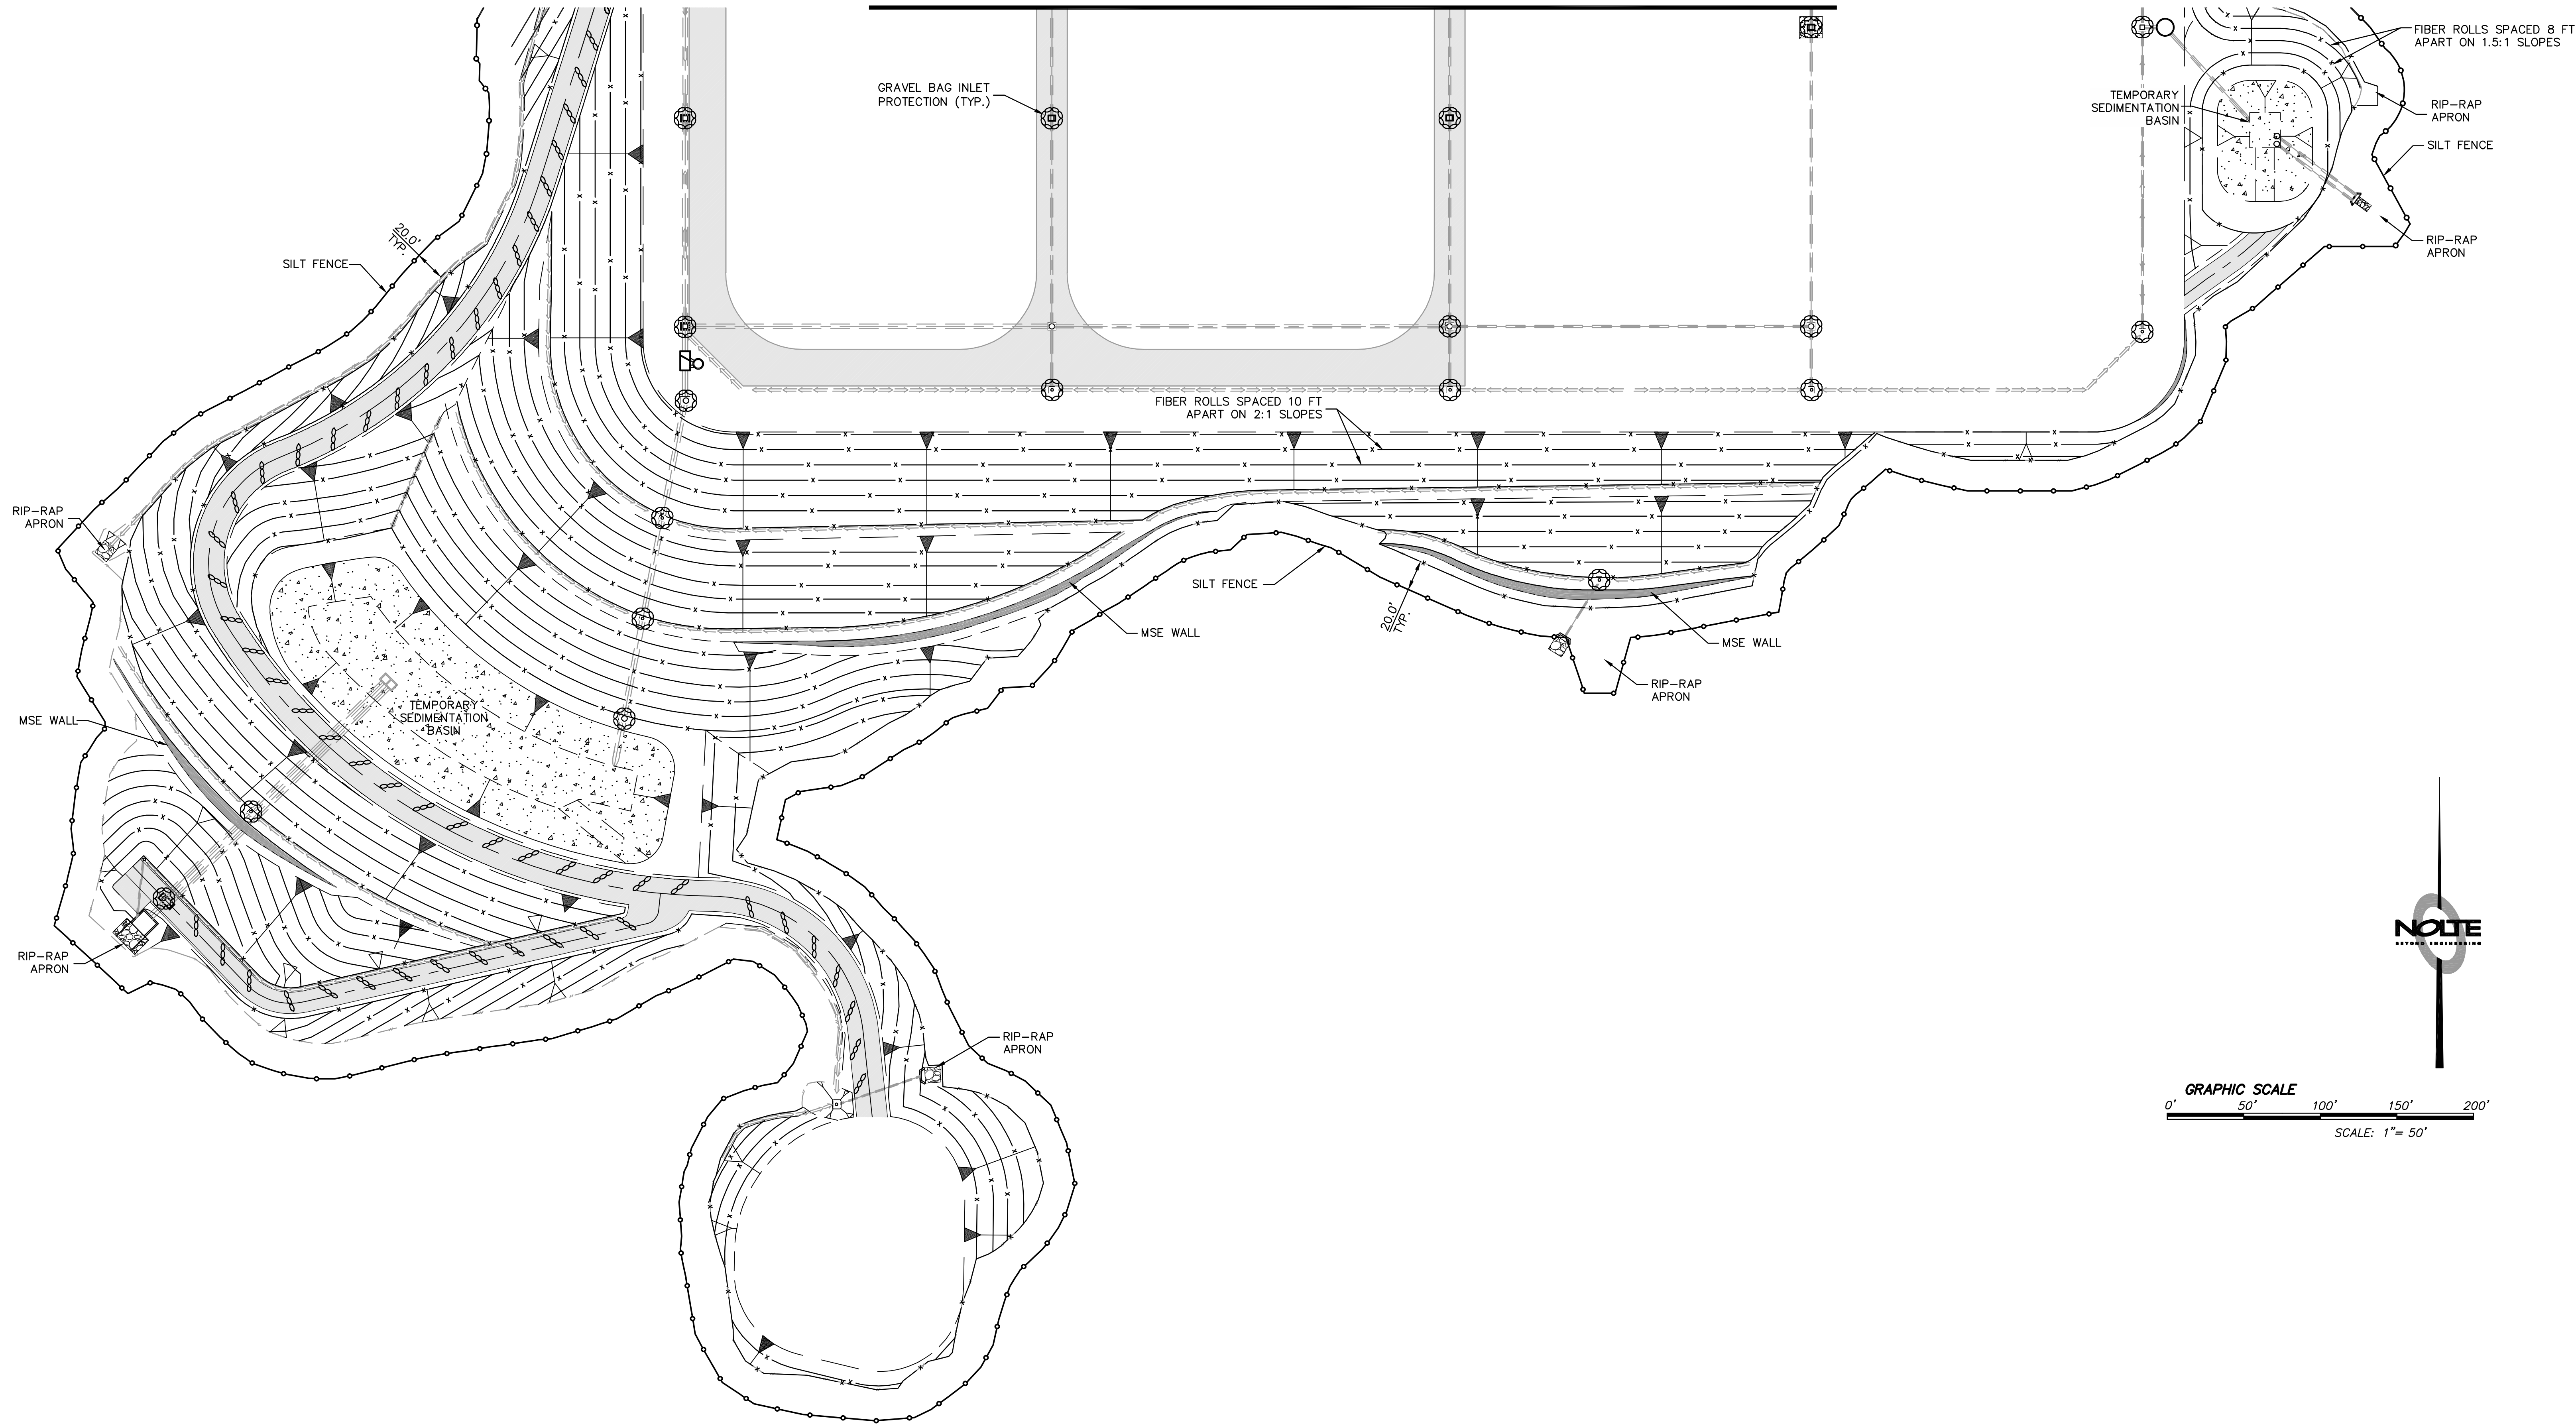 FIBER ROLLS SPACED 8 FT
APART ON 1.5:1 SLOPES
GRAVEL BAG INLET
PROTECTION (TYP.)
TEMPORARY
SEDIMENTATION
BASIN
RIP-RAP
APRON
SILT FENCE
20.0'
TYP.
SILT FENCE
RIP-RAP
APRON
FIBER ROLLS SPACED 10 FT
APART ON 2:1 SLOPES
RIP-RAP
APRON
SILT FENCE
20.0'
TYP.
MSE WALL
MSE WALL
RIP-RAP
APRON
MSE WALL
TEMPORARY
SEDIMENTATION
BASIN
RIP-RAP
APRON
NOLTE
BEYOND ENGINEERING
RIP-RAP
APRON
GRAPHIC SCALE
0' 50' 100' 150' 200'
SCALE: 1"= 50'